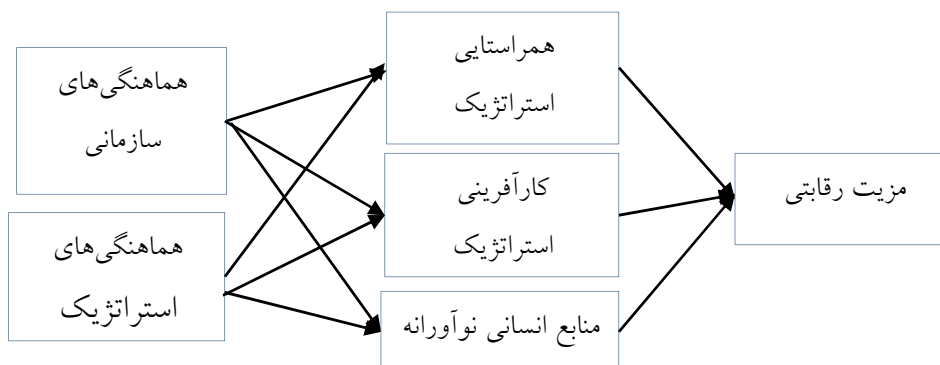 هماهنگی‌های
سازمانی
هماهنگی‌های
استراتژیک
همراستایی
استراتژیک
کارآفرینی
استراتژیک
منابع انسانی نوآورانه
مزیت رقابتی